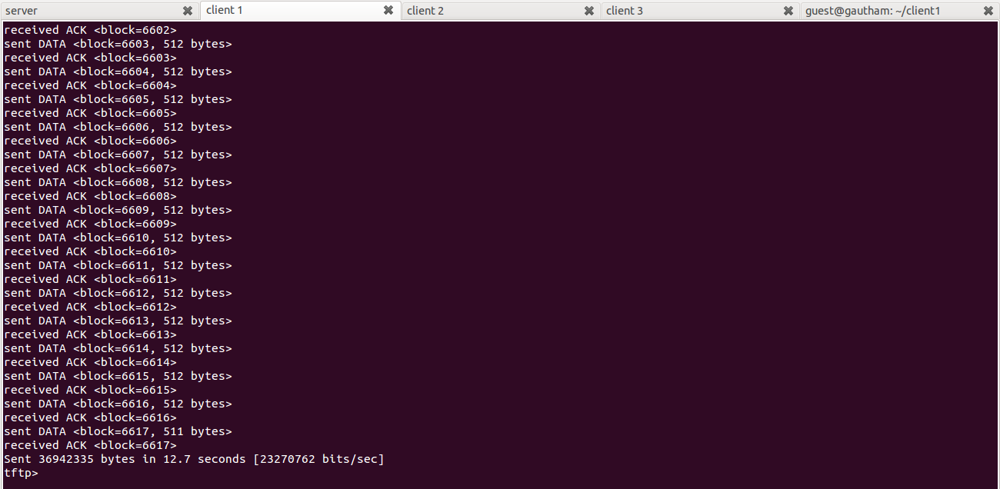 server
client 1
client 2
client 3
guest@gautham: ~/client1
received ACK <block=6602>
sent DATA <block=6603, 512 bytes>
received ACK <block=6603>
sent DATA <block=6604, 512 bytes>
received ACK <block=6604>
sent DATA <block=6605, 512 bytes>
received ACK <block=6605>
sent DATA <block=6606, 512 bytes>
received ACK <block=6606>
sent DATA <block=6607, 512 bytes>
received ACK <block=6607>
sent DATA <block=6608, 512 bytes>
received ACK <block=6608>
sent DATA <block=6609, 512 bytes>
received ACK <block=6609>
sent DATA <block=6610, 512 bytes>
received ACK <block=6610>
sent DATA <block=6611, 512 bytes>
received ACK <block=6611>
sent DATA <block=6612, 512 bytes>
received ACK <block=6612>
sent DATA <block=6613, 512 bytes>
received ACK <block=6613>
sent DATA <block=6614, 512 bytes>
received ACK <block=6614>
sent DATA <block=6615, 512 bytes>
received ACK <block=6615>
sent DATA <block=6616, 512 bytes>
received ACK <block=6616>
sent DATA <block=6617, 511 bytes>
received ACK <block=6617>
Sent 36942335 bytes in 12.7 seconds [23270762 bits/sec]
tftp>